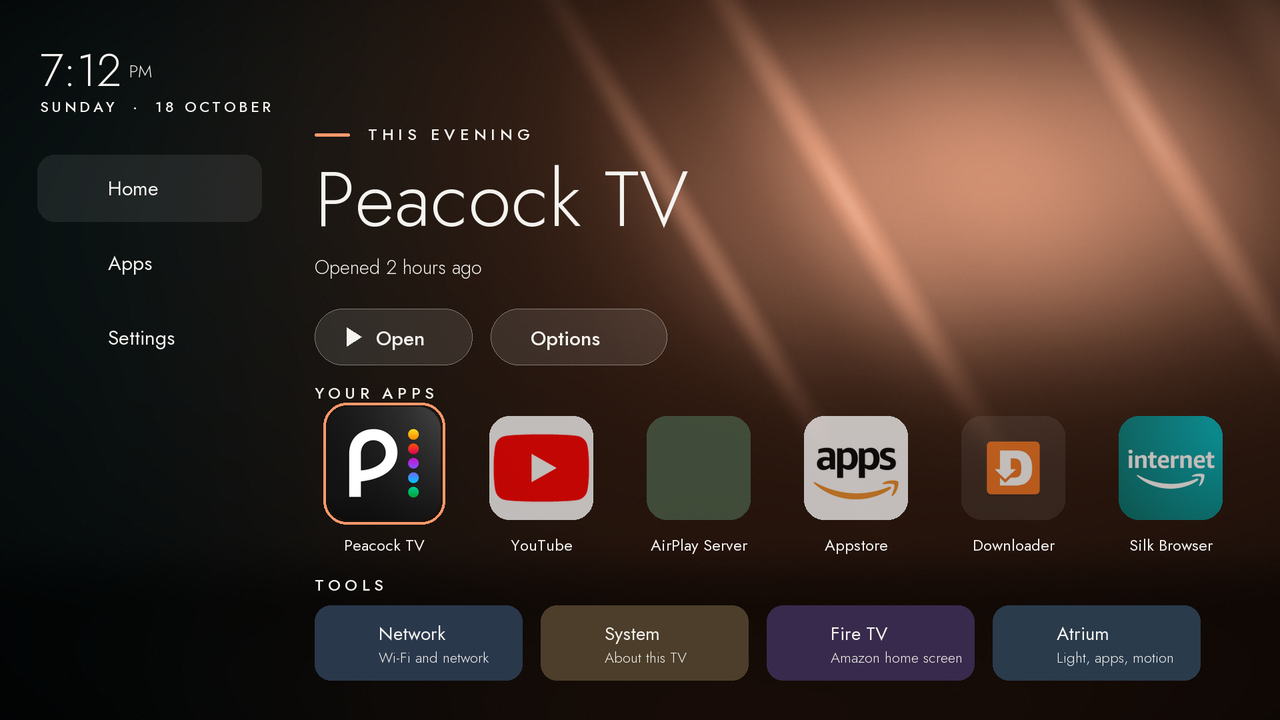 7:12 PM
SUNDAY · 18 OCTOBER
Home
Apps
Settings
THIS EVENING
Peacock TV
Opened 2 hours ago
Open
Options
YOUR APPS
P
apps
D
internet
Peacock TV
YouTube
AirPlay Server
Appstore
Downloader
Silk Browser
TOOLS
Network
Wi-Fi and network
System
About this TV
Fire TV
Amazon home screen
Atrium
Light, apps, motion